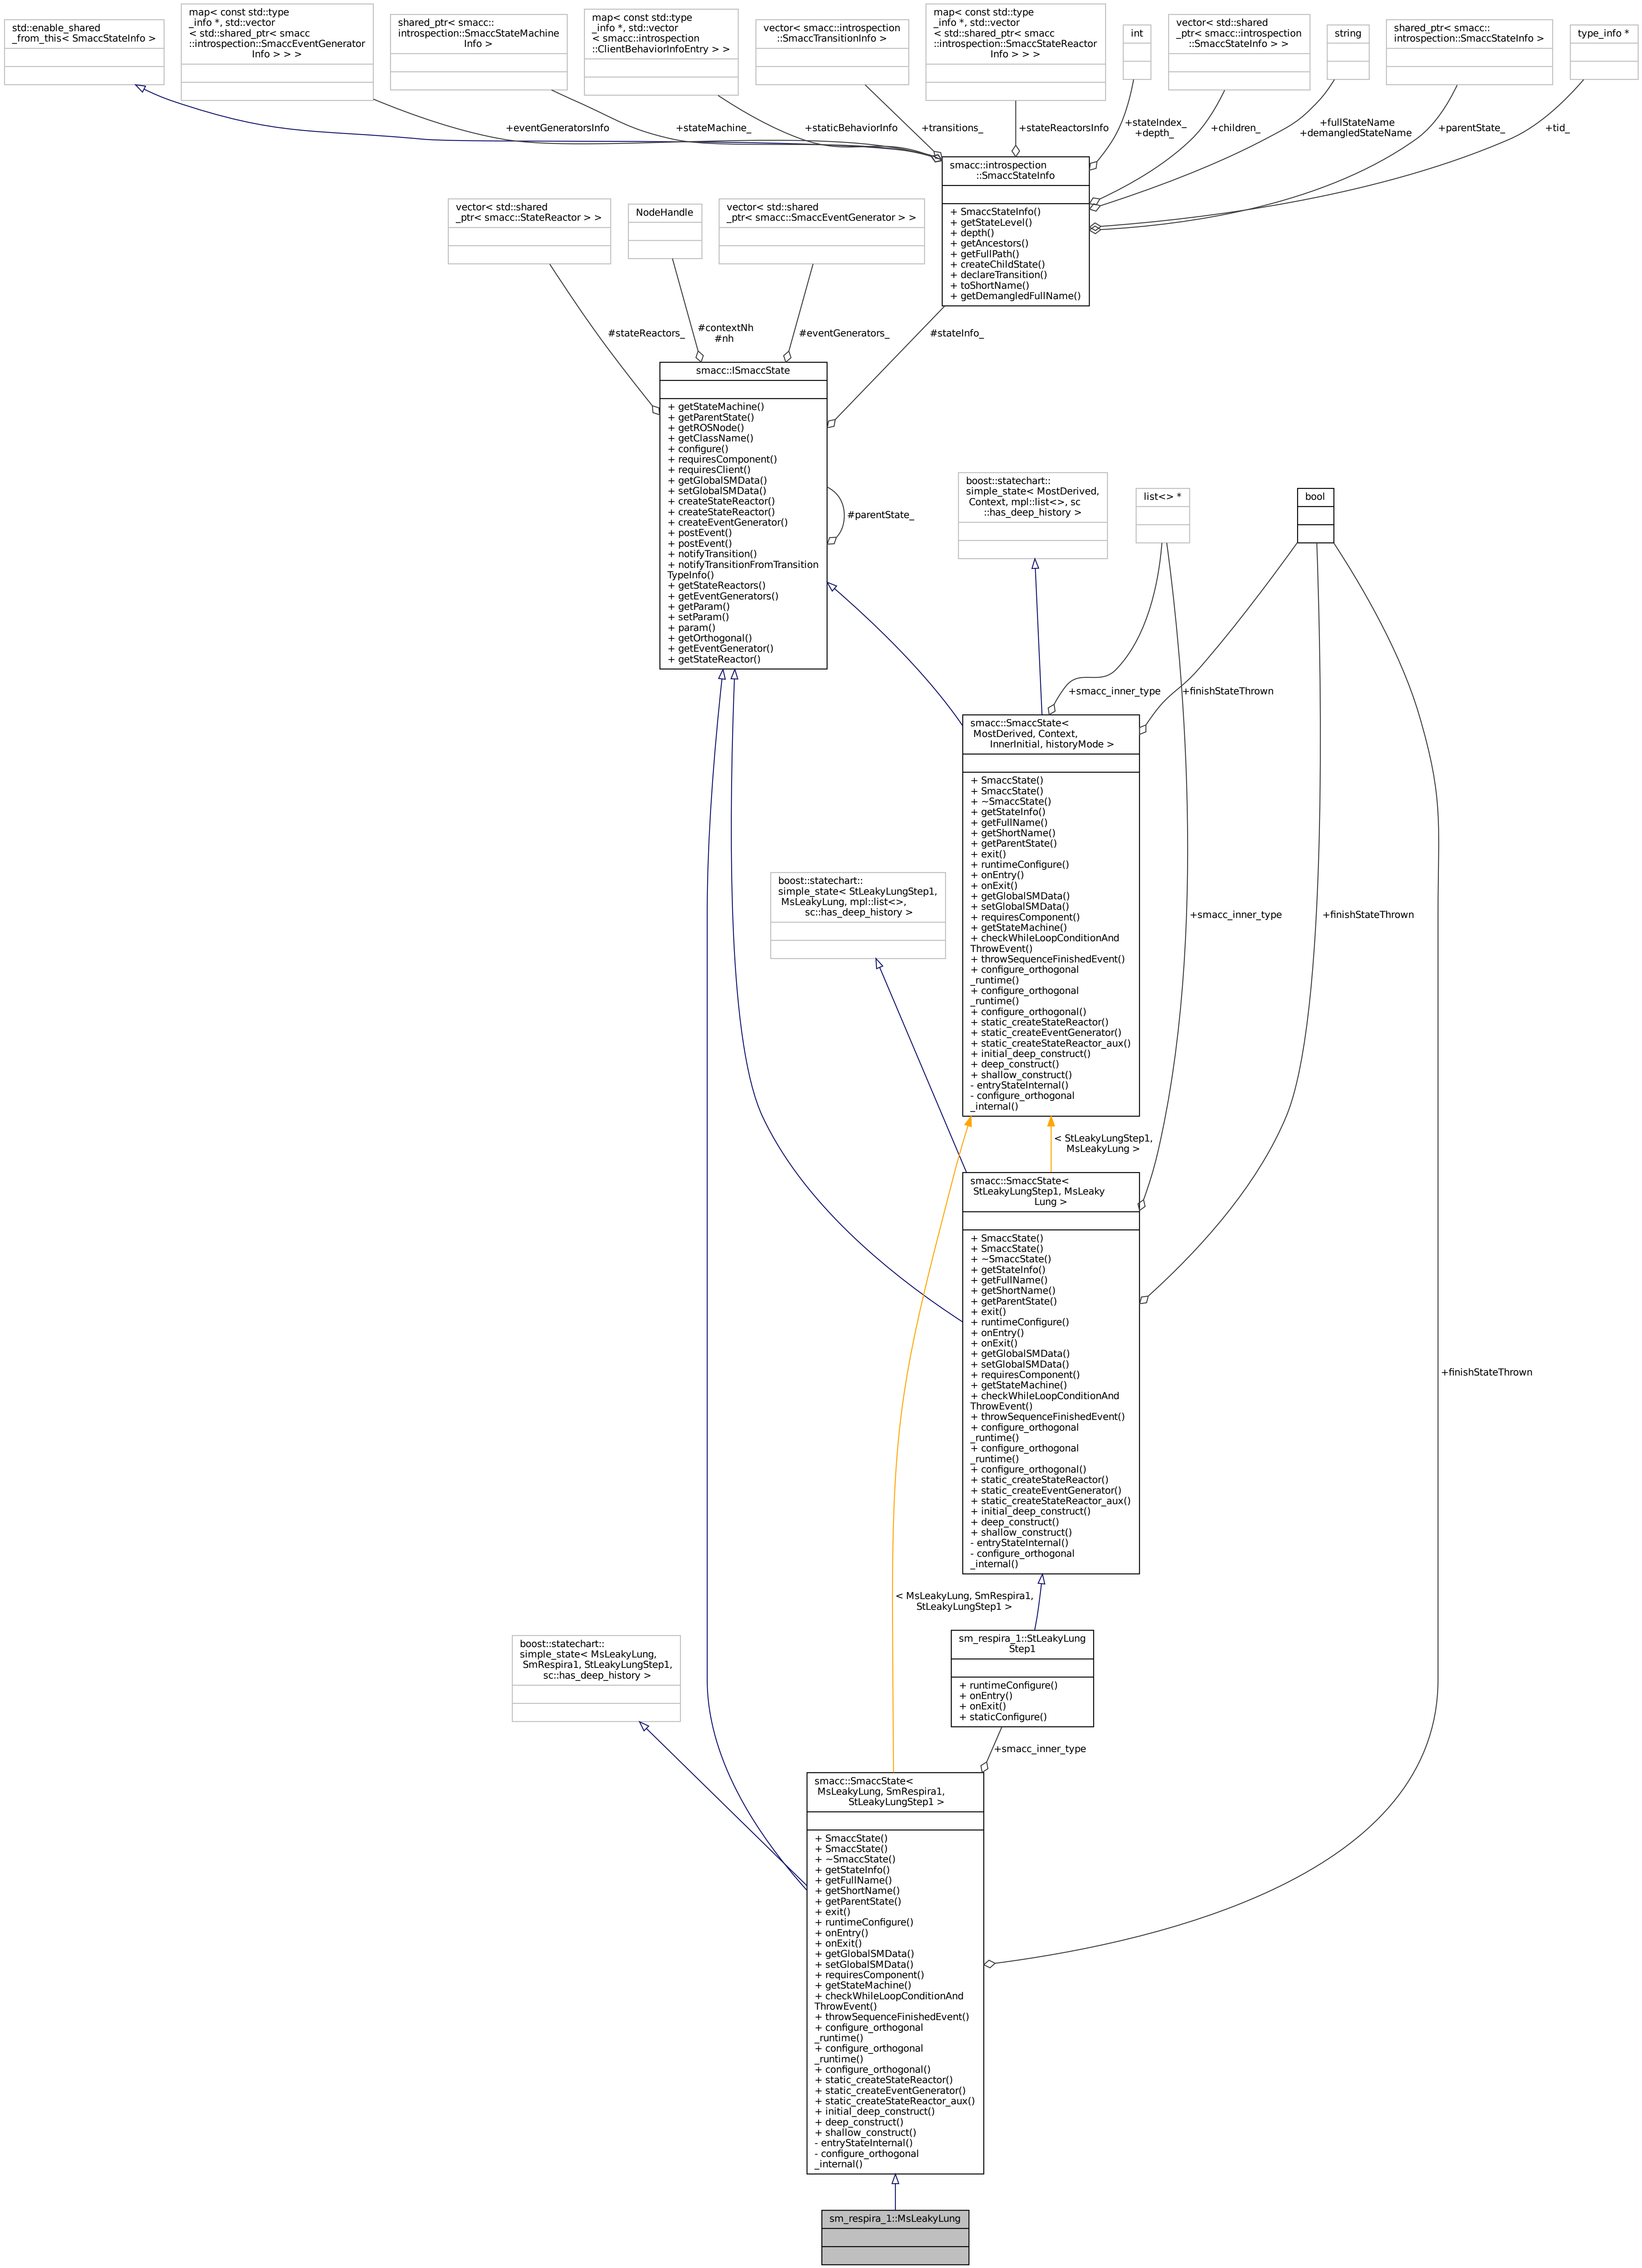 std::enable_shared
_from_this< SmaccStateInfo >
map< const std::type
_info *, std::vector
< std::shared_ptr< smacc
::introspection::SmaccEventGenerator
Info > > >
shared_ptr< smacc::
introspection::SmaccStateMachine
Info >
map< const std::type
_info *, std::vector
< smacc::introspection
::ClientBehaviorInfoEntry > >
vector< smacc::introspection
::SmaccTransitionInfo >
map< const std::type
_info *, std::vector
< std::shared_ptr< smacc
::introspection::SmaccStateReactor
Info > > >
int
vector< std::shared
_ptr< smacc::introspection
::SmaccStateInfo > >
string
shared_ptr< smacc::
introspection::SmaccStateInfo >
type_info *
+eventGeneratorsInfo
+stateMachine_
+staticBehaviorInfo
+transitions_
+stateReactorsInfo
+stateIndex_
+depth_
+children_
+fullStateName
+demangledStateName
+parentState_
+tid_
smacc::introspection
::SmaccStateInfo
+ SmaccStateInfo()
+ getStateLevel()
+ depth()
+ getAncestors()
+ getFullPath()
+ createChildState()
+ declareTransition()
+ toShortName()
+ getDemangledFullName()
vector< std::shared
_ptr< smacc::StateReactor > >
NodeHandle
vector< std::shared
_ptr< smacc::SmaccEventGenerator > >
#stateReactors_
#contextNh
#nh
#eventGenerators_
#stateInfo_
smacc::ISmaccState
+ getStateMachine()
+ getParentState()
+ getROSNode()
+ getClassName()
+ configure()
+ requiresComponent()
+ requiresClient()
+ getGlobalSMData()
+ setGlobalSMData()
+ createStateReactor()
+ createStateReactor()
+ createEventGenerator()
+ postEvent()
+ postEvent()
+ notifyTransition()
+ notifyTransitionFromTransition
TypeInfo()
+ getStateReactors()
+ getEventGenerators()
+ getParam()
+ setParam()
+ param()
+ getOrthogonal()
+ getEventGenerator()
+ getStateReactor()
#parentState_
boost::statechart::
simple_state< MostDerived,
Context, mpl::list<>, sc
::has_deep_history >
list<> *
bool
+smacc_inner_type
+finishStateThrown
smacc::SmaccState<
MostDerived, Context,
InnerInitial, historyMode >
+ SmaccState()
+ SmaccState()
+ ~SmaccState()
+ getStateInfo()
+ getFullName()
+ getShortName()
+ getParentState()
+ exit()
+ runtimeConfigure()
+ onEntry()
+ onExit()
+ getGlobalSMData()
+ setGlobalSMData()
+ requiresComponent()
+ getStateMachine()
+ checkWhileLoopConditionAnd
ThrowEvent()
+ throwSequenceFinishedEvent()
+ configure_orthogonal
_runtime()
+ configure_orthogonal
_runtime()
+ configure_orthogonal()
+ static_createStateReactor()
+ static_createEventGenerator()
+ static_createStateReactor_aux()
+ initial_deep_construct()
+ deep_construct()
+ shallow_construct()
- entryStateInternal()
- configure_orthogonal
_internal()
boost::statechart::
simple_state< StLeakyLungStep1,
MsLeakyLung, mpl::list<>,
sc::has_deep_history >
+smacc_inner_type
+finishStateThrown
< StLeakyLungStep1,
MsLeakyLung >
smacc::SmaccState<
StLeakyLungStep1, MsLeaky
Lung >
+ SmaccState()
+ SmaccState()
+ ~SmaccState()
+ getStateInfo()
+ getFullName()
+ getShortName()
+ getParentState()
+ exit()
+ runtimeConfigure()
+ onEntry()
+ onExit()
+ getGlobalSMData()
+ setGlobalSMData()
+ requiresComponent()
+ getStateMachine()
+ checkWhileLoopConditionAnd
ThrowEvent()
+ throwSequenceFinishedEvent()
+ configure_orthogonal
_runtime()
+ configure_orthogonal
_runtime()
+ configure_orthogonal()
+ static_createStateReactor()
+ static_createEventGenerator()
+ static_createStateReactor_aux()
+ initial_deep_construct()
+ deep_construct()
+ shallow_construct()
- entryStateInternal()
- configure_orthogonal
_internal()
+finishStateThrown
< MsLeakyLung, SmRespira1,
StLeakyLungStep1 >
boost::statechart::
simple_state< MsLeakyLung,
SmRespira1, StLeakyLungStep1,
sc::has_deep_history >
sm_respira_1::StLeakyLung
Step1
+ runtimeConfigure()
+ onEntry()
+ onExit()
+ staticConfigure()
+smacc_inner_type
smacc::SmaccState<
MsLeakyLung, SmRespira1,
StLeakyLungStep1 >
+ SmaccState()
+ SmaccState()
+ ~SmaccState()
+ getStateInfo()
+ getFullName()
+ getShortName()
+ getParentState()
+ exit()
+ runtimeConfigure()
+ onEntry()
+ onExit()
+ getGlobalSMData()
+ setGlobalSMData()
+ requiresComponent()
+ getStateMachine()
+ checkWhileLoopConditionAnd
ThrowEvent()
+ throwSequenceFinishedEvent()
+ configure_orthogonal
_runtime()
+ configure_orthogonal
_runtime()
+ configure_orthogonal()
+ static_createStateReactor()
+ static_createEventGenerator()
+ static_createStateReactor_aux()
+ initial_deep_construct()
+ deep_construct()
+ shallow_construct()
- entryStateInternal()
- configure_orthogonal
_internal()
sm_respira_1::MsLeakyLung